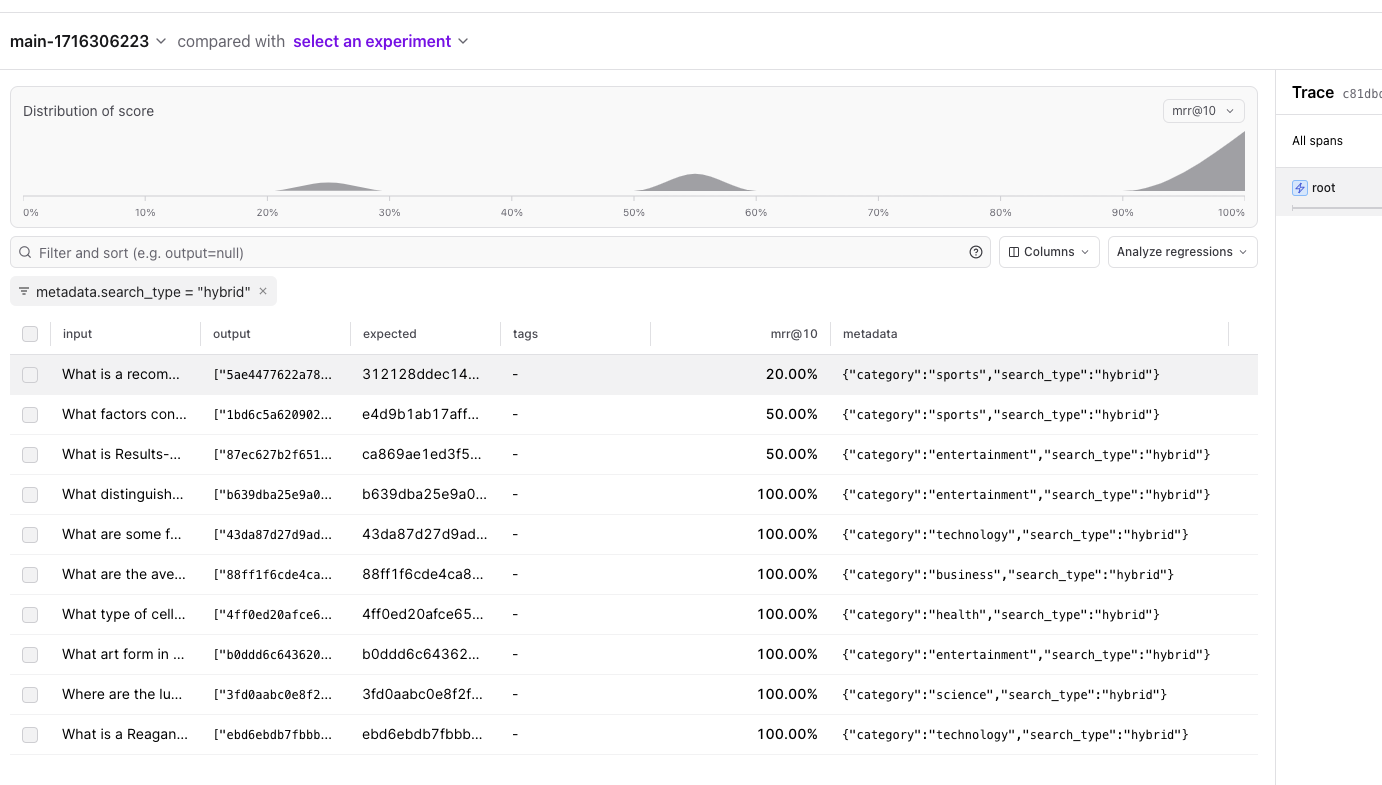 main-1716306223 compared with select an experiment
Trace c81dbd
Distribution of score
mrr@10
All spans
root
0% 10% 20% 30% 40% 50% 60% 70% 80% 90% 100%
Filter and sort (e.g. output=null)
Columns
Analyze regressions
metadata.search_type = "hybrid" ×
input output expected tags mrr@10 metadata
What is a recom... ["5ae4477622a78... 312128ddec14... - 20.00% {"category":"sports","search_type":"hybrid"}
What factors con... ["1bd6c5a620902... e4d9b1ab17aff... - 50.00% {"category":"sports","search_type":"hybrid"}
What is Results-... ["87ec627b2f651... ca869ae1ed3f5... - 50.00% {"category":"entertainment","search_type":"hybrid"}
What distinguish... ["b639dba25e9a0... b639dba25e9a0... - 100.00% {"category":"entertainment","search_type":"hybrid"}
What are some f... ["43da87d27d9ad... 43da87d27d9ad... - 100.00% {"category":"technology","search_type":"hybrid"}
What are the ave... ["88ff1f6cde4ca... 88ff1f6cde4ca8... - 100.00% {"category":"business","search_type":"hybrid"}
What type of cell... ["4ff0ed20afce6... 4ff0ed20afce65... - 100.00% {"category":"health","search_type":"hybrid"}
What art form in ... ["b0ddd6c643620... b0ddd6c64362... - 100.00% {"category":"entertainment","search_type":"hybrid"}
Where are the lu... ["3fd0aabc0e8f2... 3fd0aabc0e8f2f... - 100.00% {"category":"science","search_type":"hybrid"}
What is a Reagan... ["ebd6ebdb7fbbb... ebd6ebdb7fbbb... - 100.00% {"category":"technology","search_type":"hybrid"}